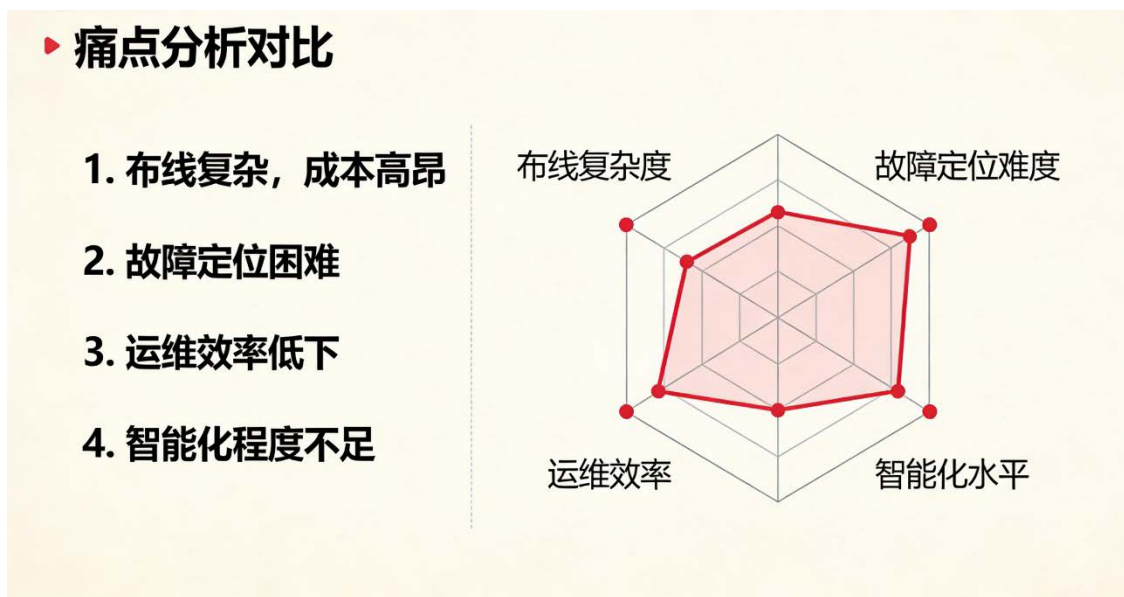 痛点分析对比
1. 布线复杂，成本高昂
2. 故障定位困难
3. 运维效率低下
4. 智能化程度不足
布线复杂度
故障定位难度
运维效率
智能化水平